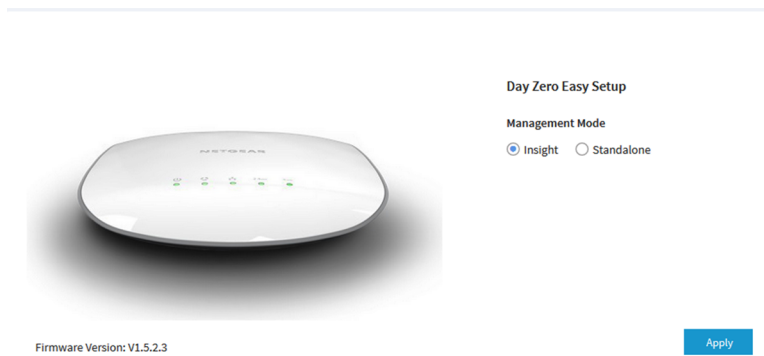 Day Zero Easy Setup
Management Mode
Insight Standalone
NETGEAR
Firmware Version: V1.5.2.3
Apply